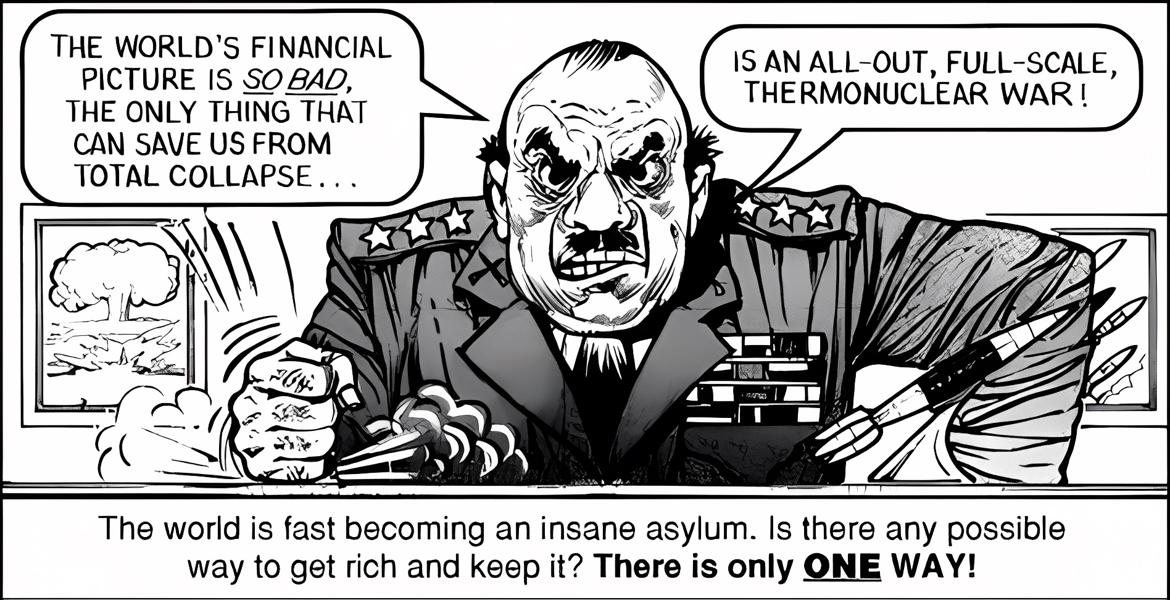 THE WORLD'S FINANCIAL
PICTURE IS SO BAD,
THE ONLY THING THAT
CAN SAVE US FROM
TOTAL COLLAPSE...
IS AN ALL-OUT, FULL-SCALE,
THERMONUCLEAR WAR!
The world is fast becoming an insane asylum. Is there any possible
way to get rich and keep it? There is only ONE WAY!